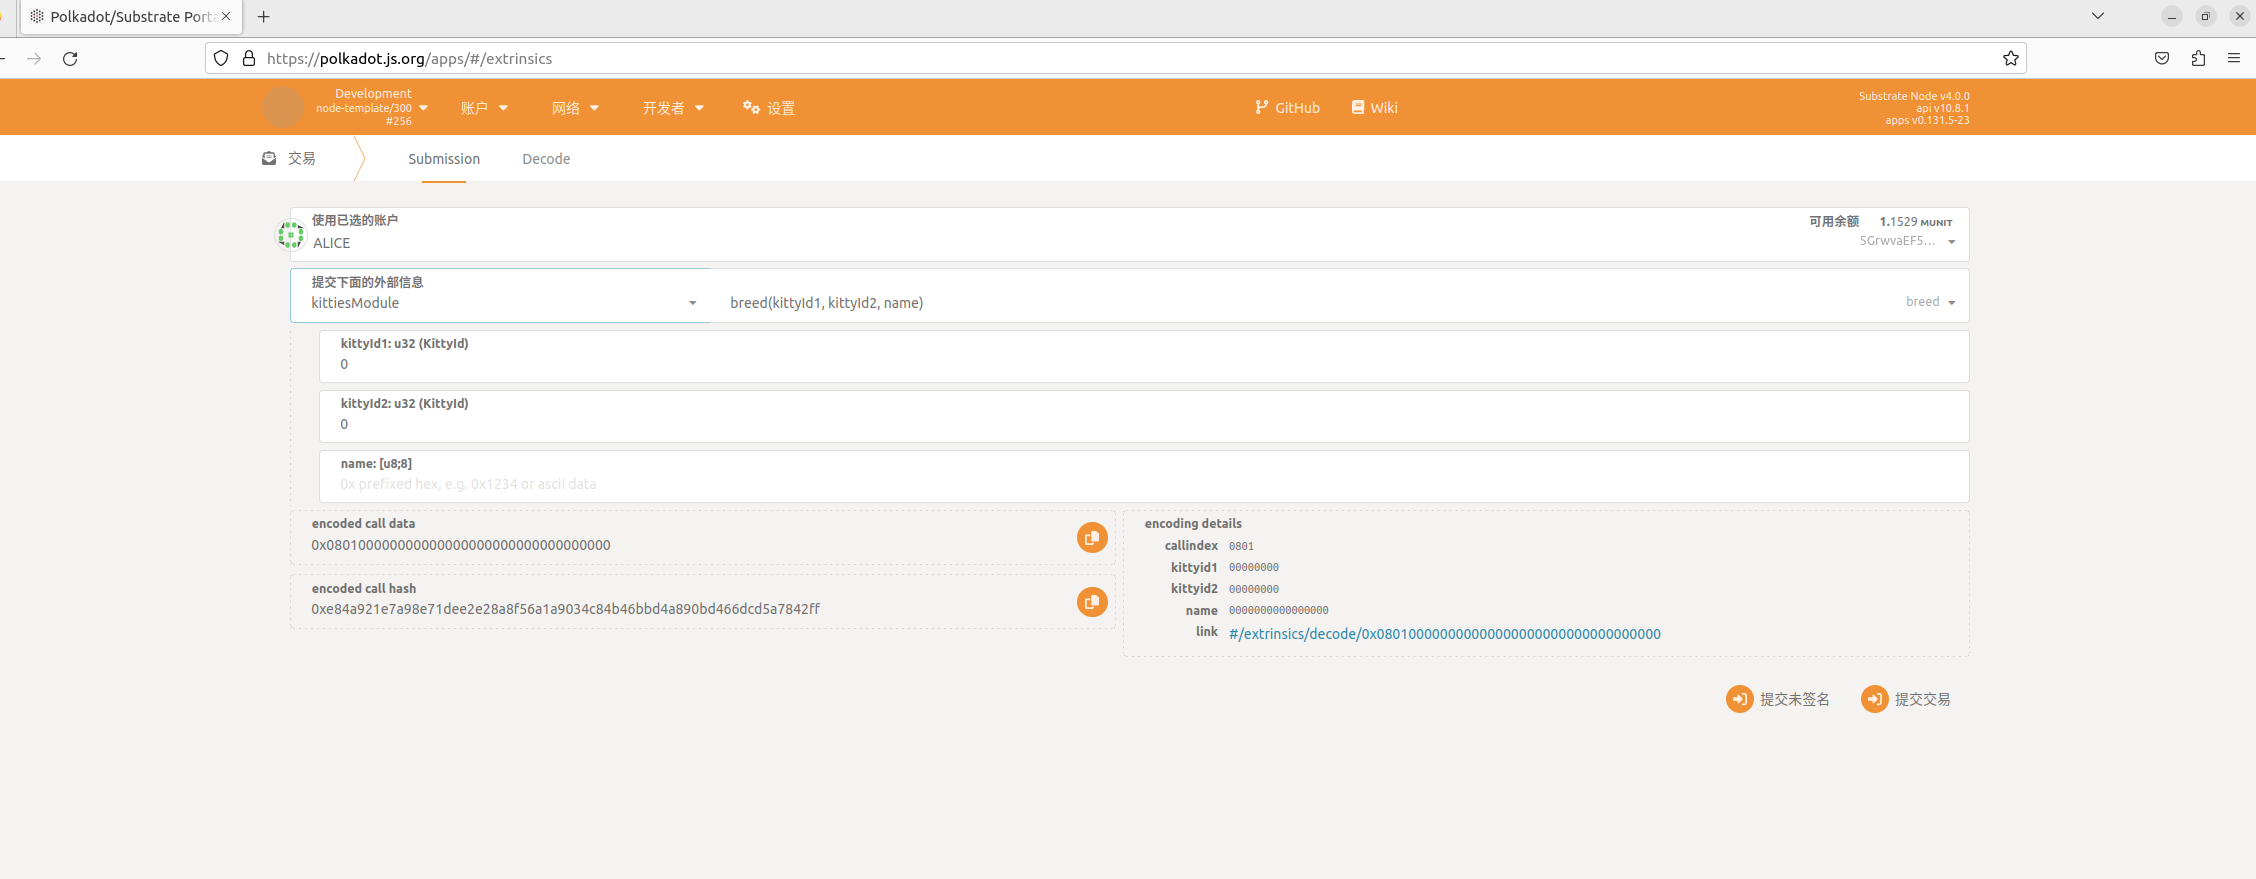 Polkadot/Substrate Porta
https://polkadot.js.org/apps/#/extrinsics
Development
node-template/300
#256
账户
网络
开发者
设置
GitHub
Wiki
Substrate Node v4.0.0
api v10.8.1
apps v0.131.5-23
交易
Submission
Decode
使用已选的账户
ALICE
可用余额 1.1529 MUNIT
5GrwvaEF5...
提交下面的外部信息
kittiesModule
breed(kittyId1, kittyId2, name)
breed
kittyId1: u32 (KittyId)
0
kittyId2: u32 (KittyId)
0
name: [u8;8]
0x prefixed hex, e.g. 0x1234 or ascii data
encoded call data
0x080100000000000000000000000000000000
encoded call hash
0xe84a921e7a98e71dee2e28a8f56a1a9034c84b46bbd4a890bd466dcd5a7842ff
encoding details
callindex 0801
kittyid1 00000000
kittyid2 00000000
name 0000000000000000
link #/extrinsics/decode/0x080100000000000000000000000000000000
提交未签名
提交交易